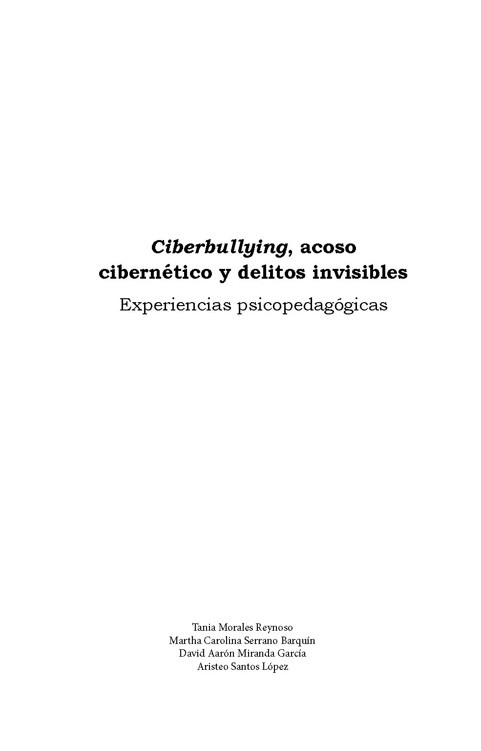 Ciberbullying, acoso
cibernético y delitos invisibles
Experiencias psicopedagógicas
Tania Morales Reynoso
Martha Carolina Serrano Barquín
David Aarón Miranda García
Aristeo Santos López